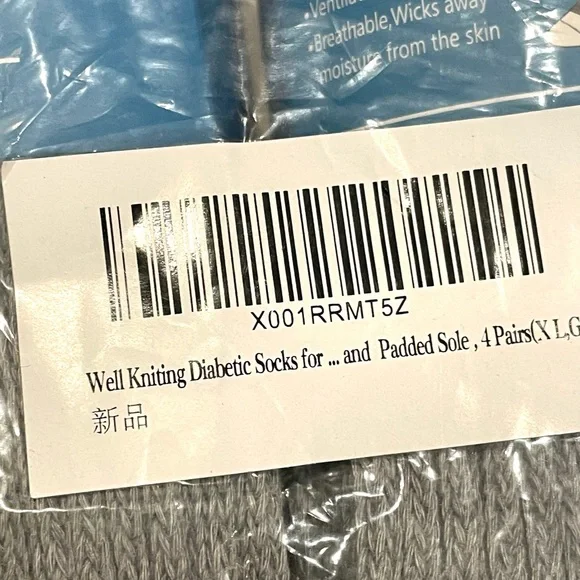 •Ventila
•Breathable,Wicks away
moisture from the skin
X001RRMT5Z
Well Kniting Diabetic Socks for ... and Padded Sole , 4 Pairs(X L,G
新品